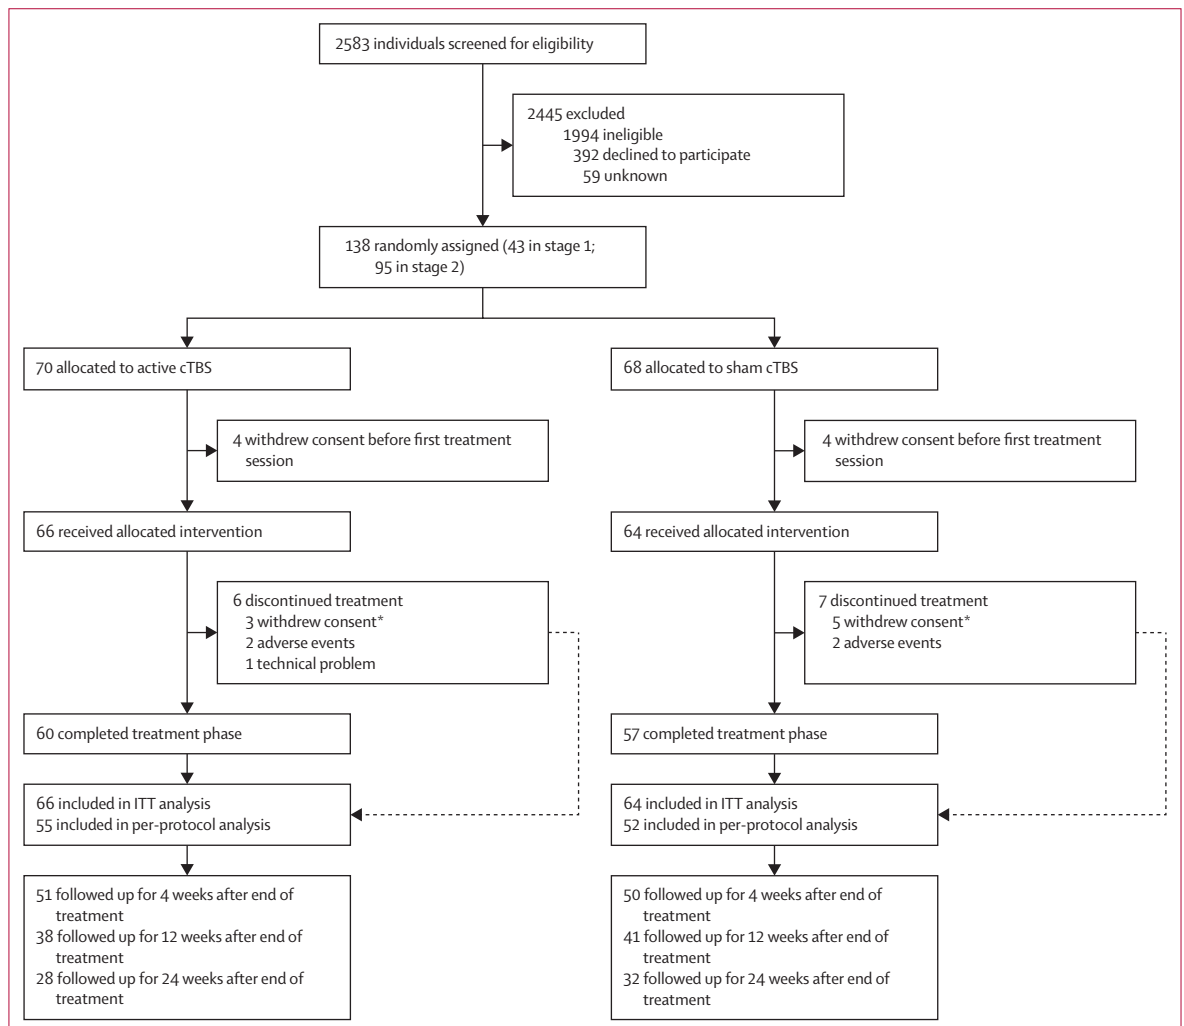 2583 individuals screened for eligibility
2445 excluded
1994 ineligible
392 declined to participate
59 unknown
138 randomly assigned (43 in stage 1;
95 in stage 2)
70 allocated to active cTBS
68 allocated to sham cTBS
4 withdrew consent before first treatment
session
4 withdrew consent before first treatment
session
66 received allocated intervention
64 received allocated intervention
6 discontinued treatment
3 withdrew consent*
2 adverse events
1 technical problem
7 discontinued treatment
5 withdrew consent*
2 adverse events
60 completed treatment phase
57 completed treatment phase
66 included in ITT analysis
55 included in per-protocol analysis
64 included in ITT analysis
52 included in per-protocol analysis
51 followed up for 4 weeks after end of
treatment
38 followed up for 12 weeks after end of
treatment
28 followed up for 24 weeks after end of
treatment
50 followed up for 4 weeks after end of
treatment
41 followed up for 12 weeks after end of
treatment
32 followed up for 24 weeks after end of
treatment